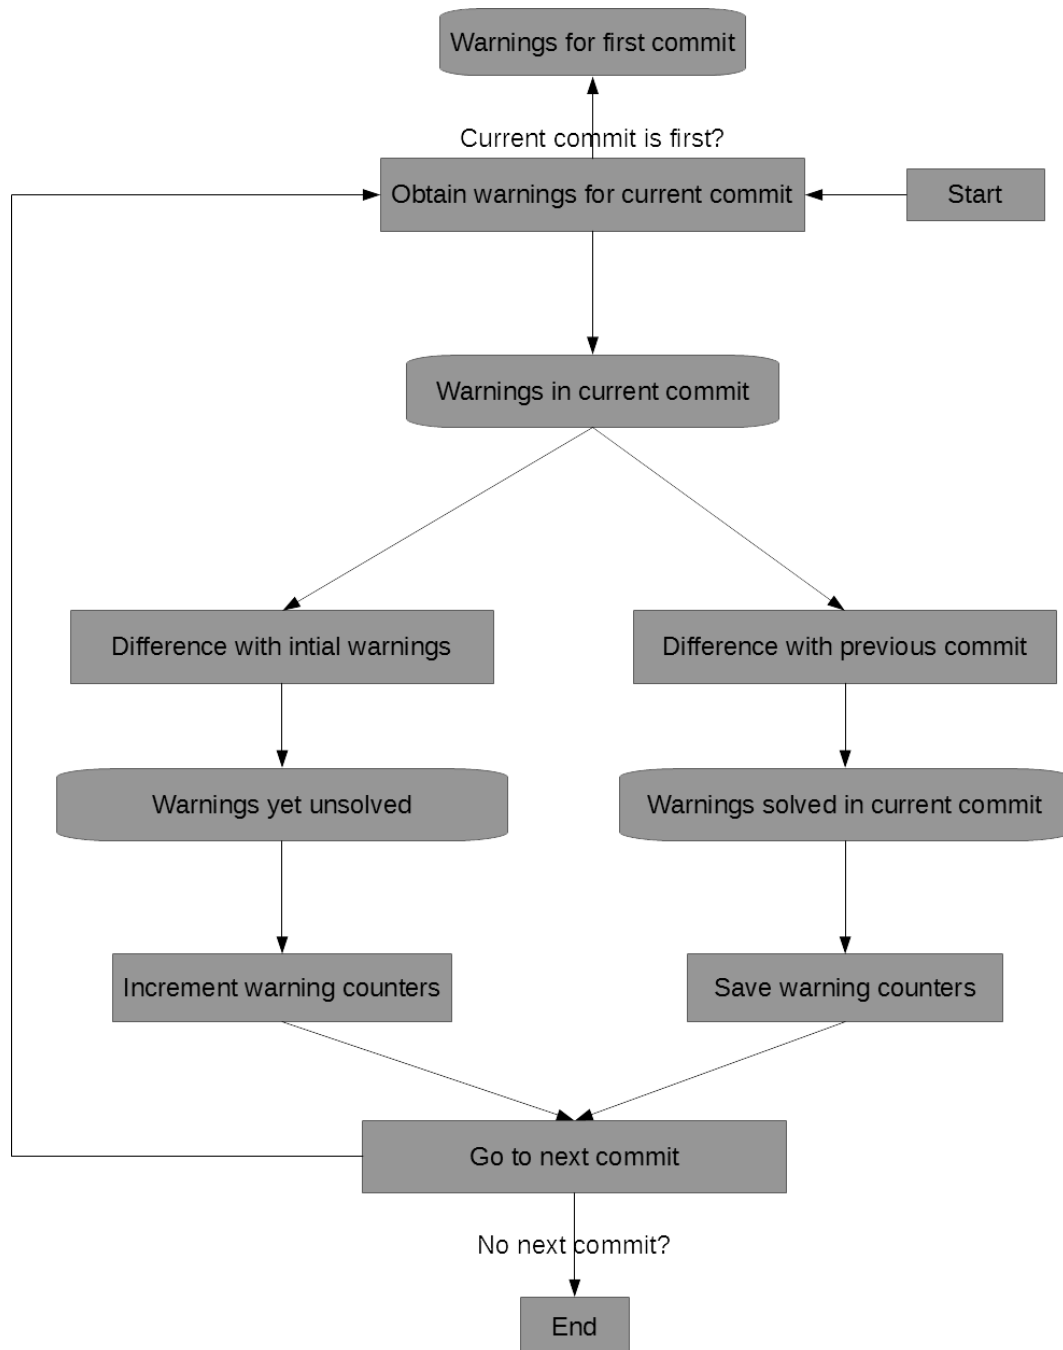 Warnings for first commit
Current commit is first?
Obtain warnings for current commit
Start
Warnings in current commit
Difference with intial warnings
Difference with previous commit
Warnings yet unsolved
Warnings solved in current commit
Increment warning counters
Save warning counters
Go to next commit
No next commit?
End